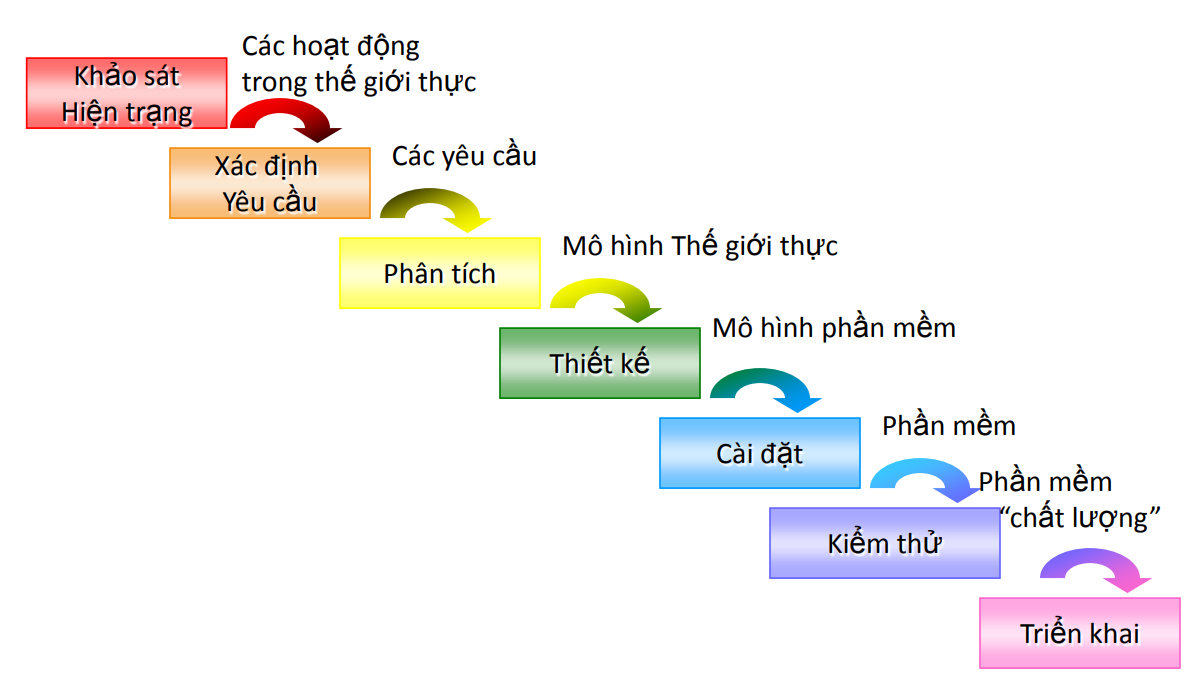 Khảo sát
Hiện trạng
Các hoạt động
trong thế giới thực
Xác định
Yêu cầu
Các yêu cầu
Phân tích
Mô hình Thế giới thực
Thiết kế
Mô hình phần mềm
Cài đặt
Phần mềm
Kiểm thử
Phần mềm
“chất lượng”
Triển khai